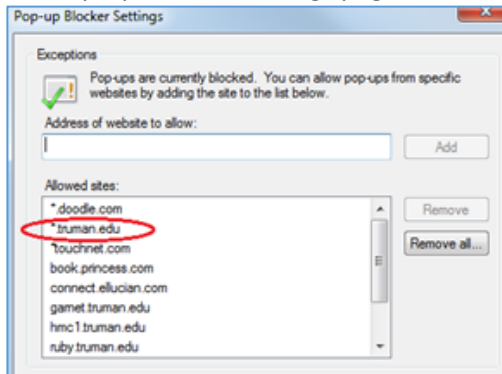 Pop-up Blocker Settings
Exceptions
Pop-ups are currently blocked. You can allow pop-ups from specific
websites by adding the site to the list below.
Address of website to allow:
Add
Allowed sites:
*.doodle.com
*.truman.edu
*.touchnet.com
book.princess.com
connect.ellucian.com
gamet.truman.edu
hmc1.truman.edu
ruby.truman.edu
Remove
Remove all...